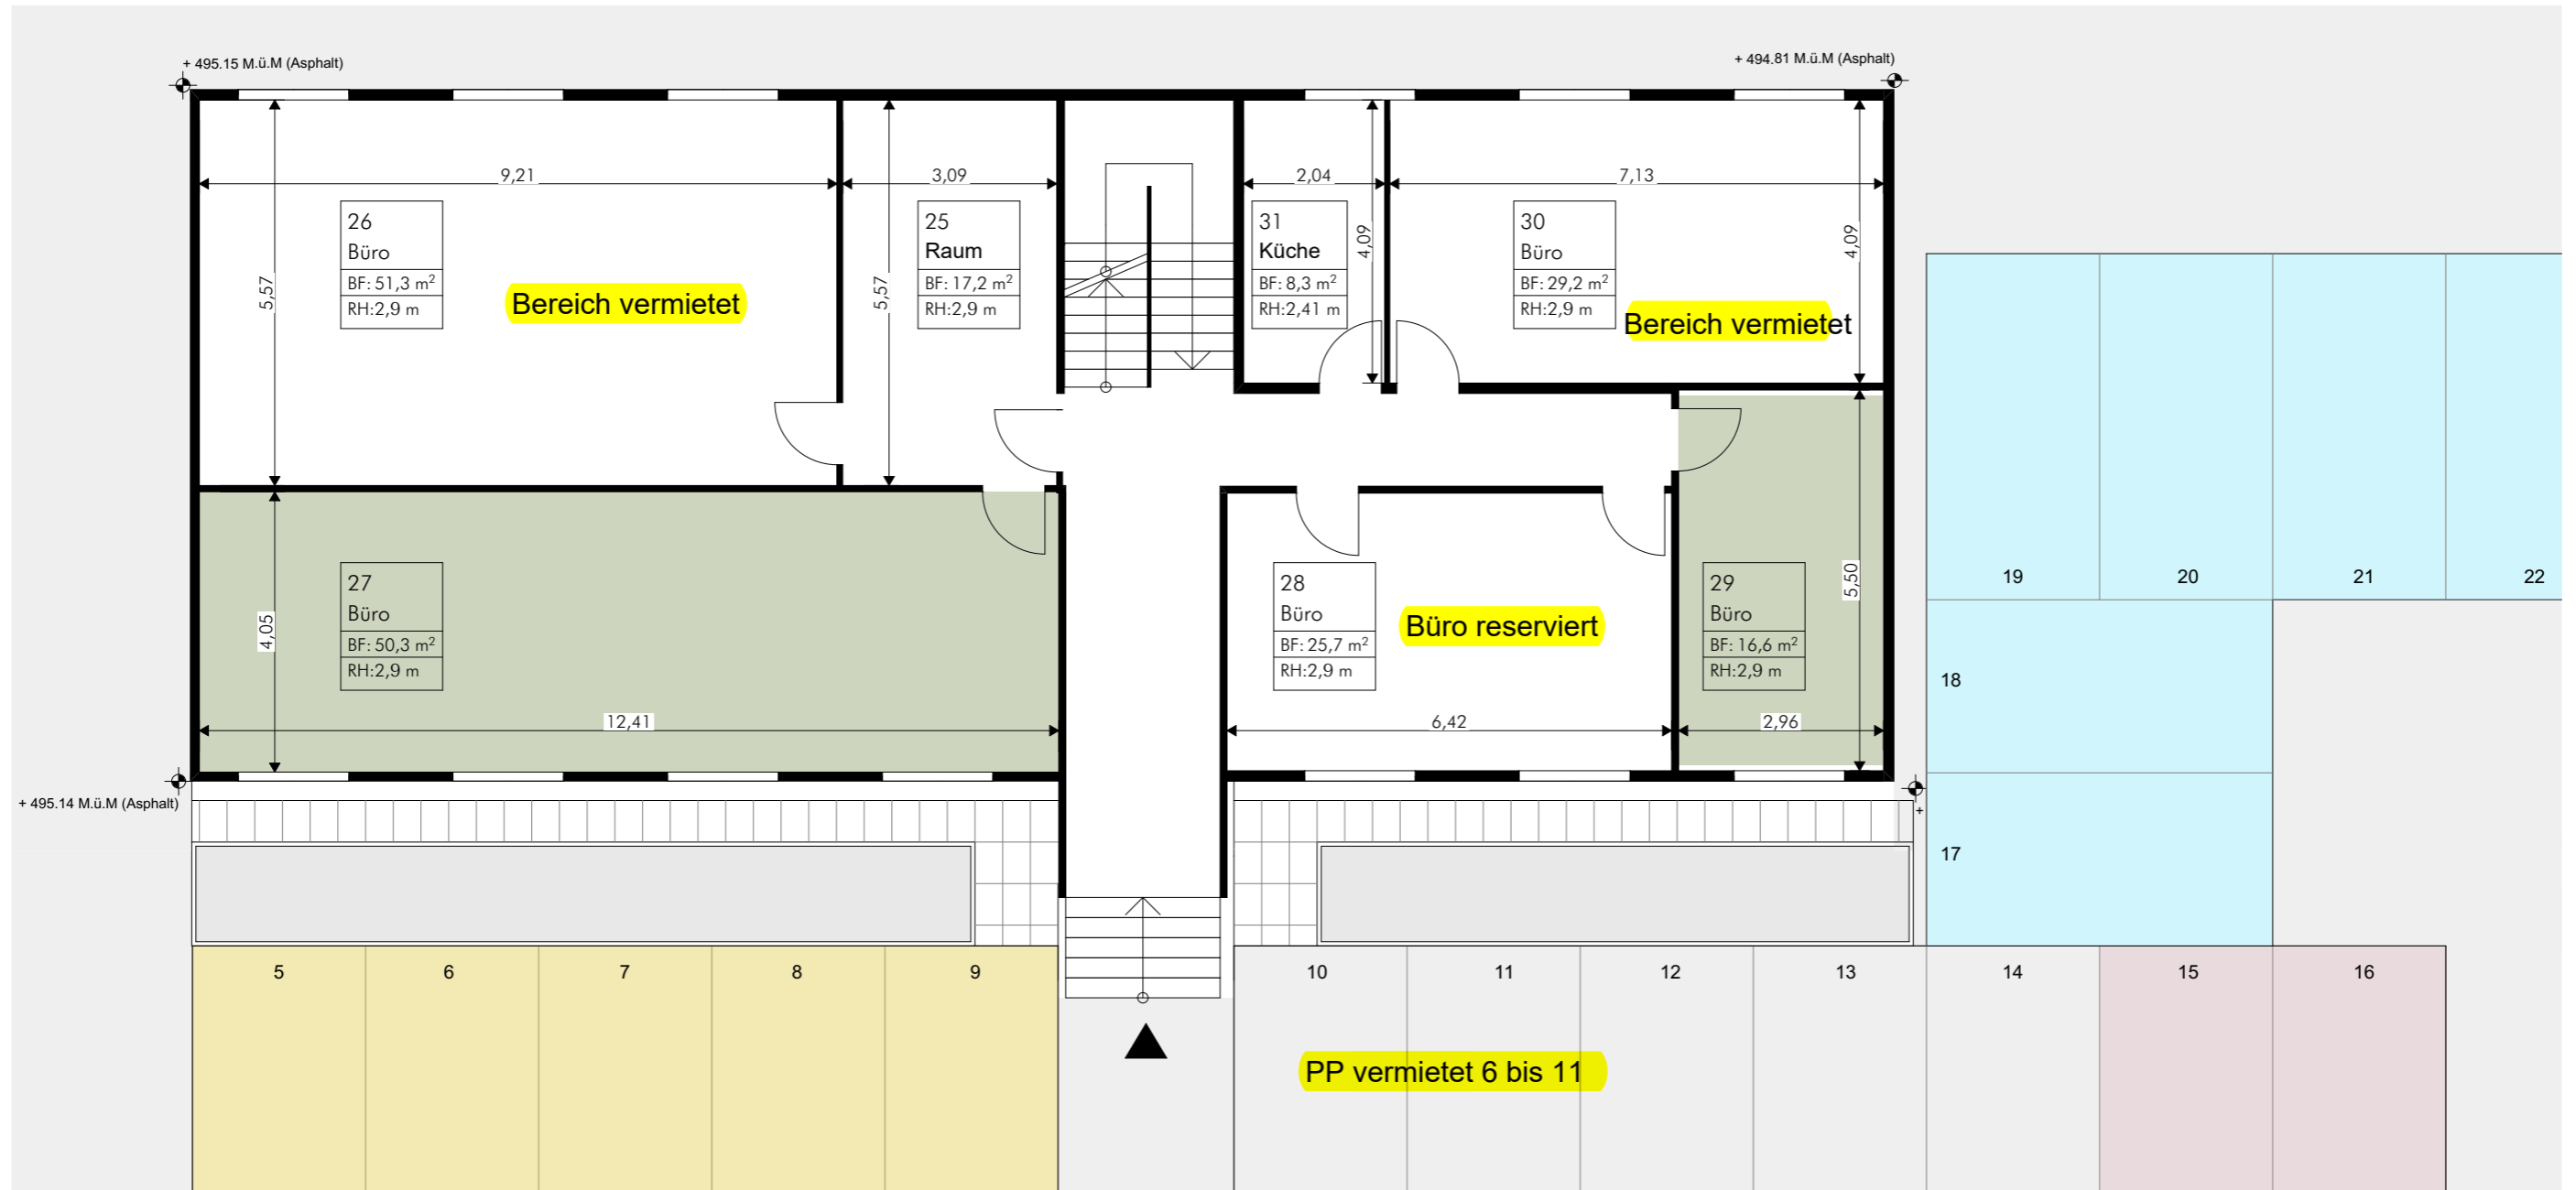 + 495.15 M.ü.M (Asphalt)
+ 494.81 M.ü.M (Asphalt)
9,21
3,09
2,04
7,13
26
Büro
BF: 51,3 m²
RH:2,9 m
5,57
Bereich vermietet
25
Raum
BF: 17,2 m²
RH:2,9 m
5,57
31
Küche
BF: 8,3 m²
RH:2,41 m
4,09
30
Büro
BF: 29,2 m²
RH:2,9 m
Bereich vermietet
4,09
27
Büro
BF: 50,3 m²
RH:2,9 m
4,05
12,41
28
Büro
BF: 25,7 m²
RH:2,9 m
Büro reserviert
6,42
29
Büro
BF: 16,6 m²
RH:2,9 m
5,50
2,96
19
20
21
22
18
17
+ 495.14 M.ü.M (Asphalt)
+
5
6
7
8
9
10
11
12
13
14
15
16
PP vermietet 6 bis 11